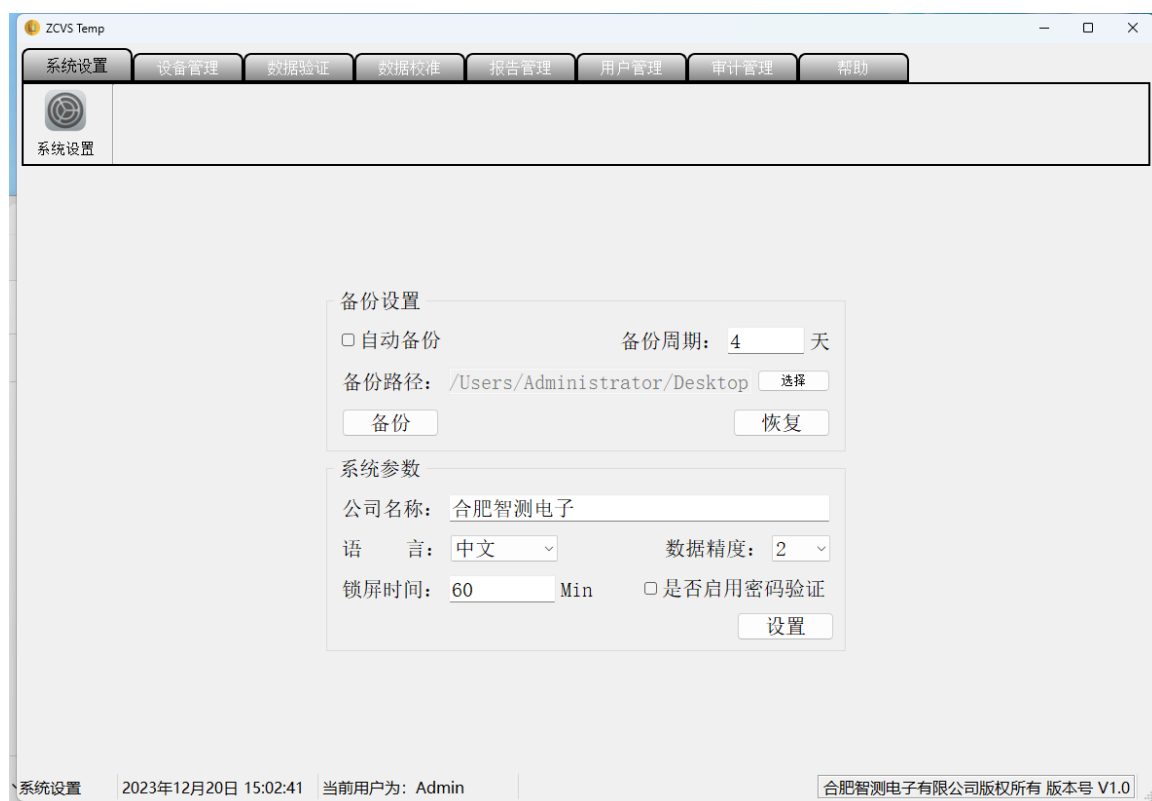 ZCVS Temp
系统设置 设备管理 数据验证 数据校准 报告管理 用户管理 审计管理 帮助
系统设置
备份设置
自动备份 备份周期: 4 天
备份路径: /Users/Administrator/Desktop 选择
备份 恢复
系统参数
公司名称: 合肥智测电子
语 言: 中文 数据精度: 2
锁屏时间: 60 Min 是否启用密码验证
设置
系统设置 2023年12月20日 15:02:41 当前用户为: Admin 合肥智测电子有限公司版权所有 版本号 V1.0